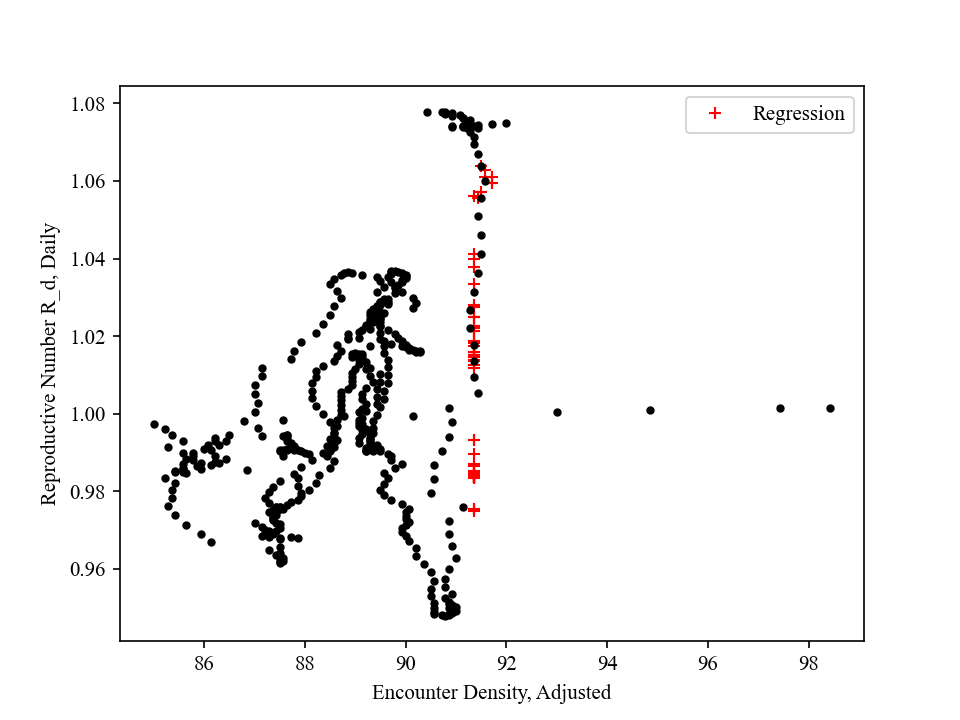 Regression
1.08
1.06
1.04
1.02
1.00
0.98
0.96
Reproductive Number R_d, Daily
86 88 90 92 94 96 98
Encounter Density, Adjusted